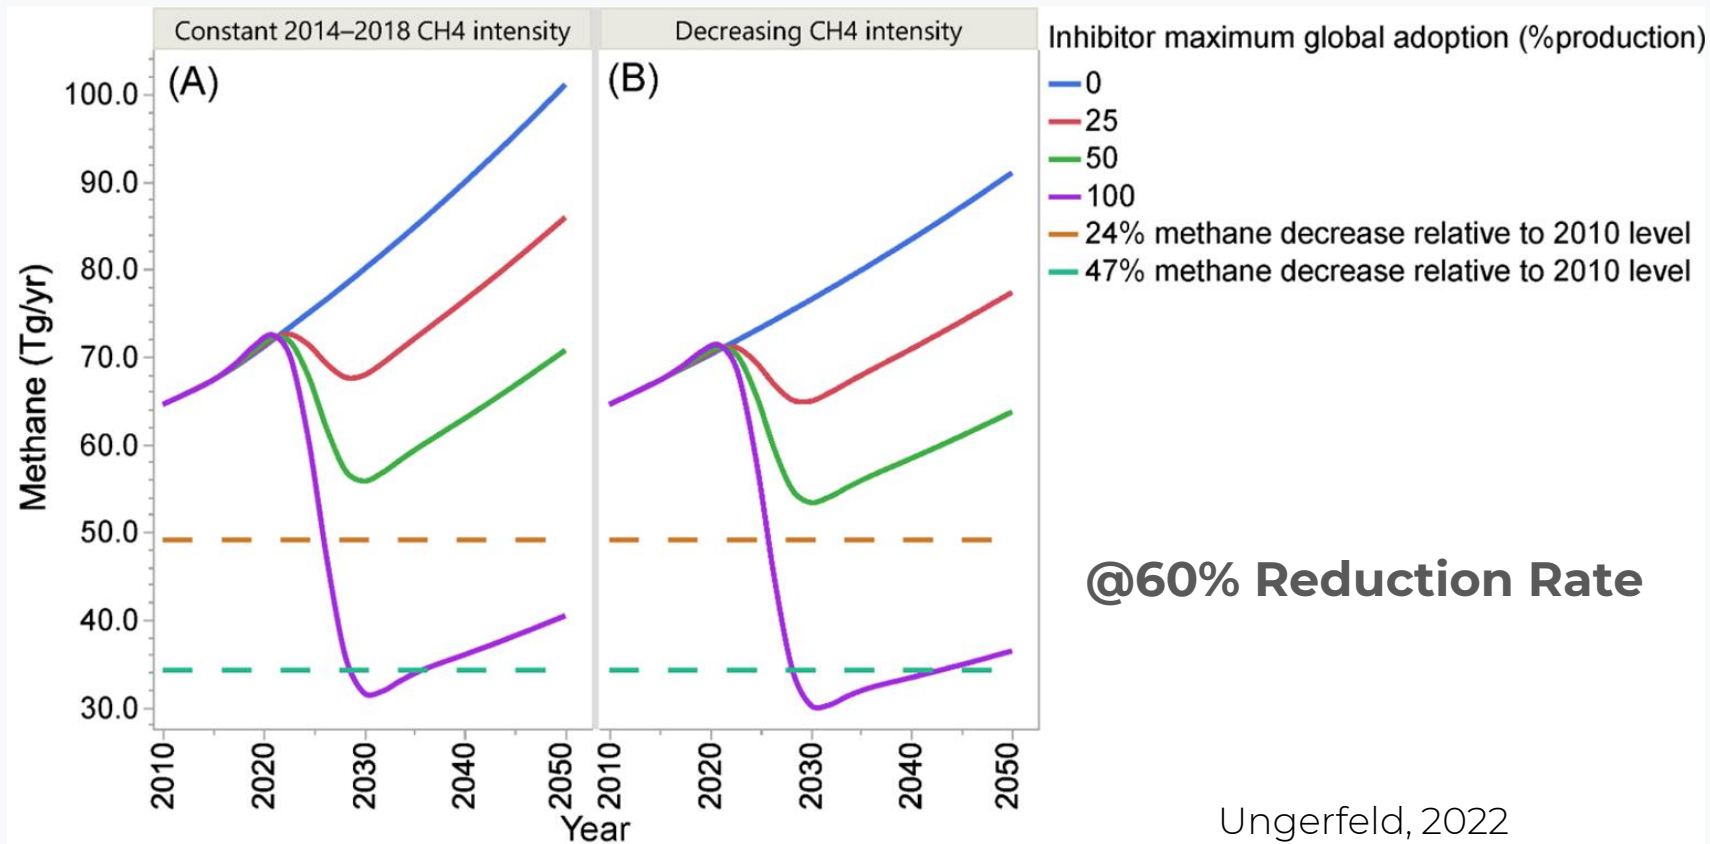 Constant 2014–2018 CH4 intensity
Decreasing CH4 intensity
Inhibitor maximum global adoption (%production)
0
25
50
100
24% methane decrease relative to 2010 level
47% methane decrease relative to 2010 level
(A)
(B)
Methane (Tg/yr)
100.0
90.0
80.0
70.0
60.0
50.0
40.0
30.0
2010
2020
2030
2040
2050
2010
2020
2030
2040
2050
Year
@60% Reduction Rate
Ungerfeld, 2022